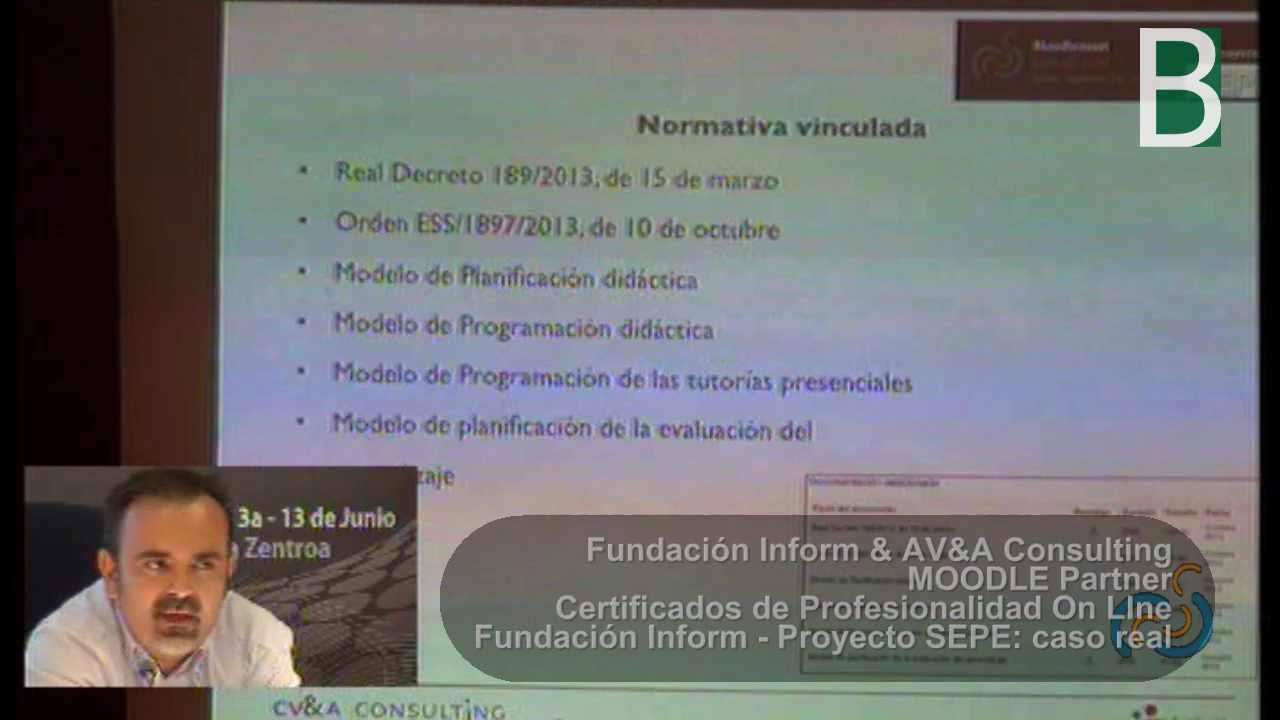 Moodlemoot
B
Normativa vinculada
• Real Decreto 189/2013, de 15 de marzo
• Orden ESS/1897/2013, de 10 de octubre
• Modelo de Planificación didáctica
• Modelo de Programación didáctica
• Modelo de Programación de las tutorías presenciales
• Modelo de planificación de la evaluación del
zaje
3a - 13 de Junio
Zentroa
Fundación Inform & AV&A Consulting
MOODLE Partner
Certificados de Profesionalidad On Line
Fundación Inform - Proyecto SEPE: caso real
CV&A CONSULTING